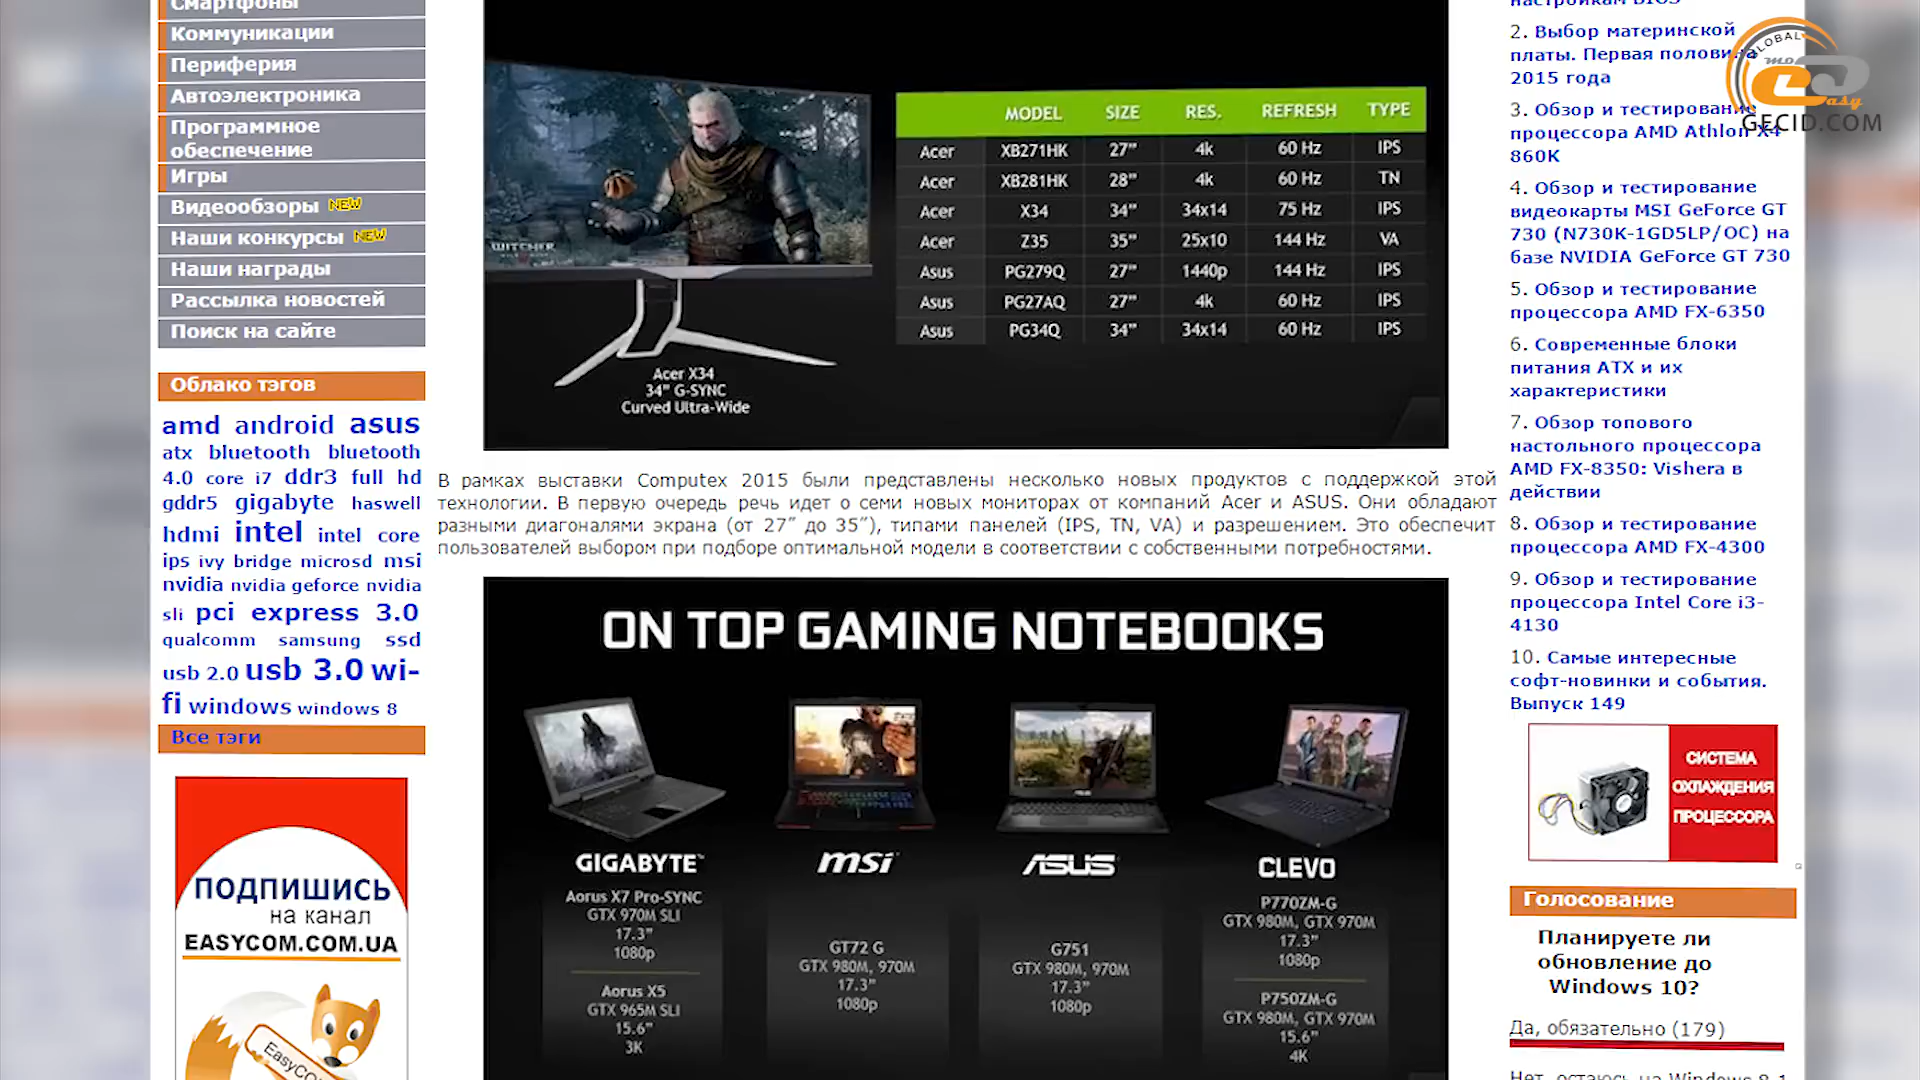 Смартфоны
Коммуникации
Периферия
Автоэлектроника
Программное
обеспечение
Игры
Видеообзоры NEW
Наши конкурсы NEW
Наши награды
Рассылка новостей
Поиск на сайте
Облако тэгов
amd android asus
atx bluetooth bluetooth
4.0 core i7 ddr3 full hd
gddr5 gigabyte haswell
hdmi intel intel core
ips ivy bridge microsd msi
nvidia nvidia geforce nvidia
sli pci express 3.0
qualcomm samsung ssd
usb 2.0 usb 3.0 wi-
fi windows windows 8
Все тэги
ПОДПИШИСЬ
на канал
EASYCOM.COM.UA
EasyCO
WITCHER
Acer X34
34" G-SYNC
Curved Ultra-Wide
MODEL SIZE RES. REFRESH TYPE
Acer XB271HK 27" 4k 60 Hz IPS
Acer XB281HK 28" 4k 60 Hz TN
Acer X34 34" 34x14 75 Hz IPS
Acer Z35 35" 25x10 144 Hz VA
Asus PG279Q 27" 1440p 144 Hz IPS
Asus PG27AQ 27" 4k 60 Hz IPS
Asus PG34Q 34" 34x14 60 Hz IPS
В рамках выставки Computex 2015 были представлены несколько новых продуктов с поддержкой этой
технологии. В первую очередь речь идет о семи новых мониторах от компаний Acer и ASUS. Они обладают
разными диагоналями экрана (от 27” до 35”), типами панелей (IPS, TN, VA) и разрешением. Это обеспечит
пользователей выбором при подборе оптимальной модели в соответствии с собственными потребностями.
ON TOP GAMING NOTEBOOKS
GIGABYTE™
Aorus X7 Pro-SYNC
GTX 970M SLI
17.3"
1080p
Aorus X5
GTX 965M SLI
15.6"
3K
msi
GT72 G
GTX 980M, 970M
17.3"
1080p
ASUS
G751
GTX 980M, 970M
17.3"
1080p
CLEVO
P770ZM-G
GTX 980M, GTX 970M
17.3"
1080p
P750ZM-G
GTX 980M, GTX 970M
15.6"
4K
настройкам BIOS
2. Выбор материнской
платы. Первая половина
2015 года
3. Обзор и тестирование
процессора AMD Athlon X4
860K
4. Обзор и тестирование
видеокарты MSI GeForce GT
730 (N730K-1GD5LP/OC) на
базе NVIDIA GeForce GT 730
5. Обзор и тестирование
процессора AMD FX-6350
6. Современные блоки
питания ATX и их
характеристики
7. Обзор топового
настольного процессора
AMD FX-8350: Vishera в
действии
8. Обзор и тестирование
процессора AMD FX-4300
9. Обзор и тестирование
процессора Intel Core i3-
4130
10. Самые интересные
софт-новинки и события.
Выпуск 149
СИСТЕМА
ОХЛАЖДЕНИЯ
ПРОЦЕССОРА
Голосование
Планируете ли
обновление до
Windows 10?
Да, обязательно (179)
Нет, остаюсь на Windows 8.1
GLOBAL
easy
GECID.COM